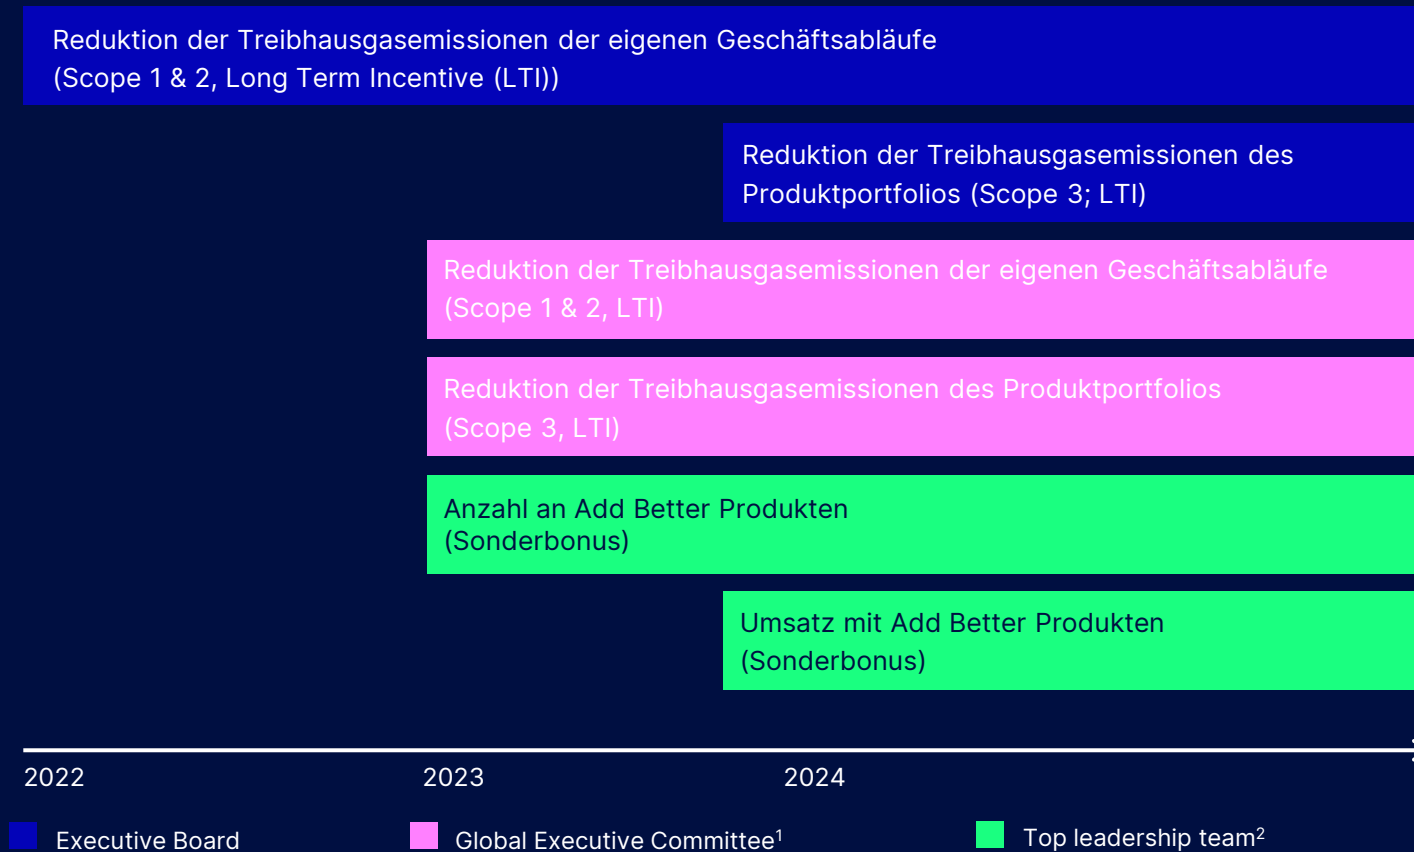 Reduktion der Treibhausgasemissionen der eigenen Geschäftsabläufe
(Scope 1 & 2, Long Term Incentive (LTI))
Reduktion der Treibhausgasemissionen des
Produktportfolios (Scope 3; LTI)
Reduktion der Treibhausgasemissionen der eigenen Geschäftsabläufe
(Scope 1 & 2, LTI)
Reduktion der Treibhausgasemissionen des Produktportfolios
(Scope 3, LTI)
Anzahl an Add Better Produkten
(Sonderbonus)
Umsatz mit Add Better Produkten
(Sonderbonus)
2022 2023 2024
Executive Board Global Executive Committee¹ Top leadership team²